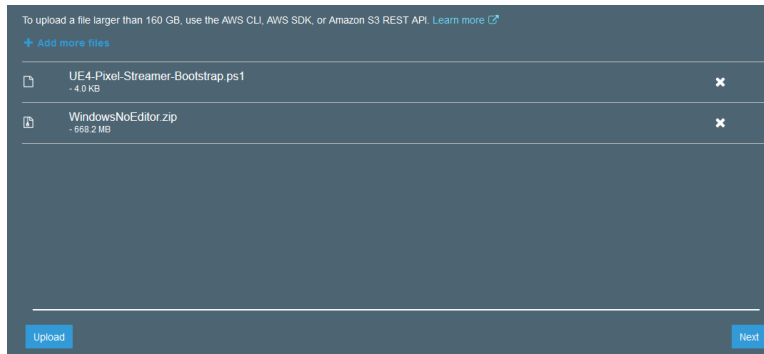 To upload a file larger than 160 GB, use the AWS CLI, AWS SDK, or Amazon S3 REST API. Learn more
+ Add more files
UE4-Pixel-Streamer-Bootstrap.ps1
- 4.0 KB
WindowsNoEditor.zip
- 668.2 MB
Upload
Next